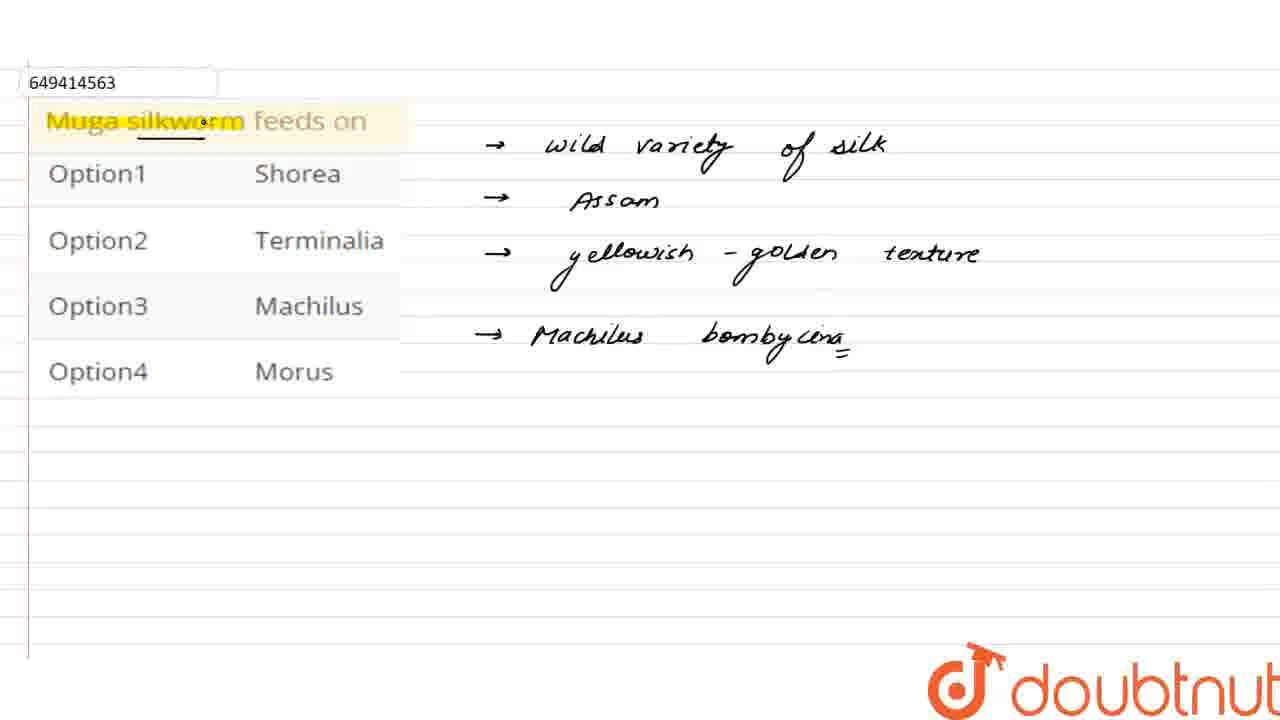 649414563
Muga silkworm feeds on
Option1 Shorea
Option2 Terminalia
Option3 Machilus
Option4 Morus
→ wild variety of silk
→ Assam
→ yellowish - golden texture
→ Machilus bombycina
doubtnut